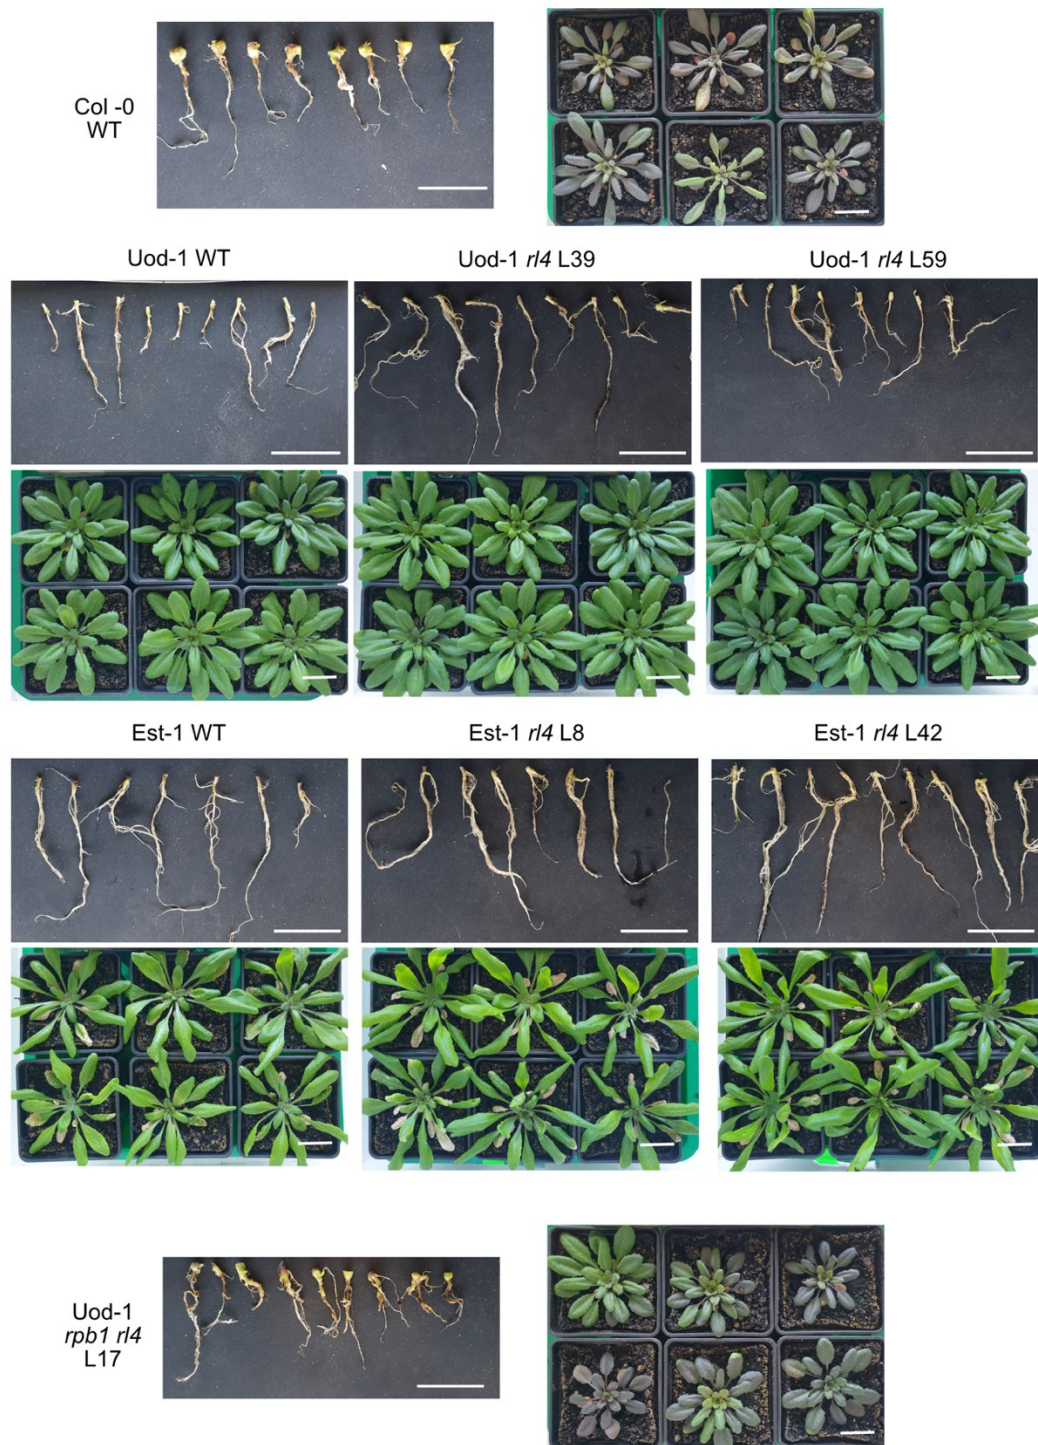 Col -0
WT
Uod-1 WT
Uod-1 rl4 L39
Uod-1 rl4 L59
Est-1 WT
Est-1 rl4 L8
Est-1 rl4 L42
Uod-1
rpb1 rl4
L17